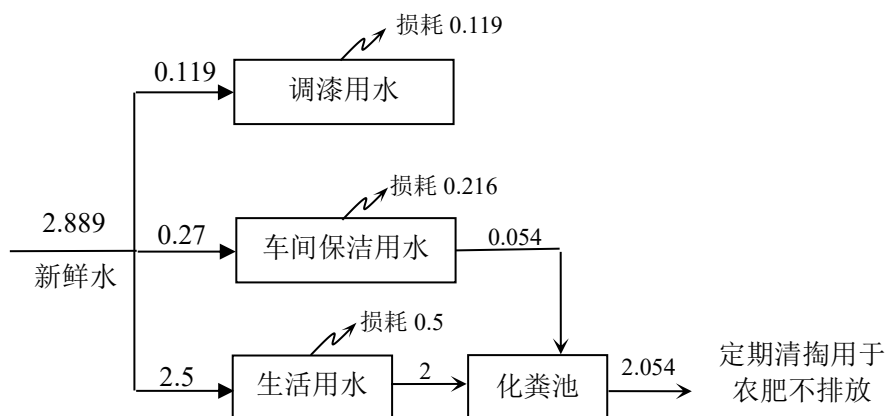 损耗 0.119
0.119
调漆用水
损耗 0.216
2.889
0.27
车间保洁用水
0.054
新鲜水
损耗 0.5
2.5
生活用水
2
化粪池
2.054
定期清掏用于
农肥不排放